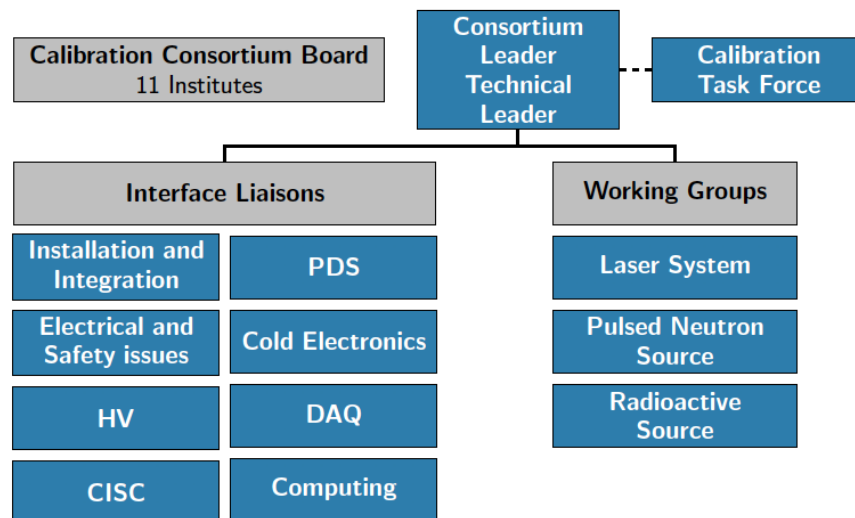 Calibration Consortium Board
11 Institutes
Consortium
Leader
Technical
Leader
Calibration
Task Force
Interface Liaisons
Working Groups
Installation and
Integration
PDS
Laser System
Electrical and
Safety issues
Cold Electronics
Pulsed Neutron
Source
HV
DAQ
Radioactive
Source
CISC
Computing